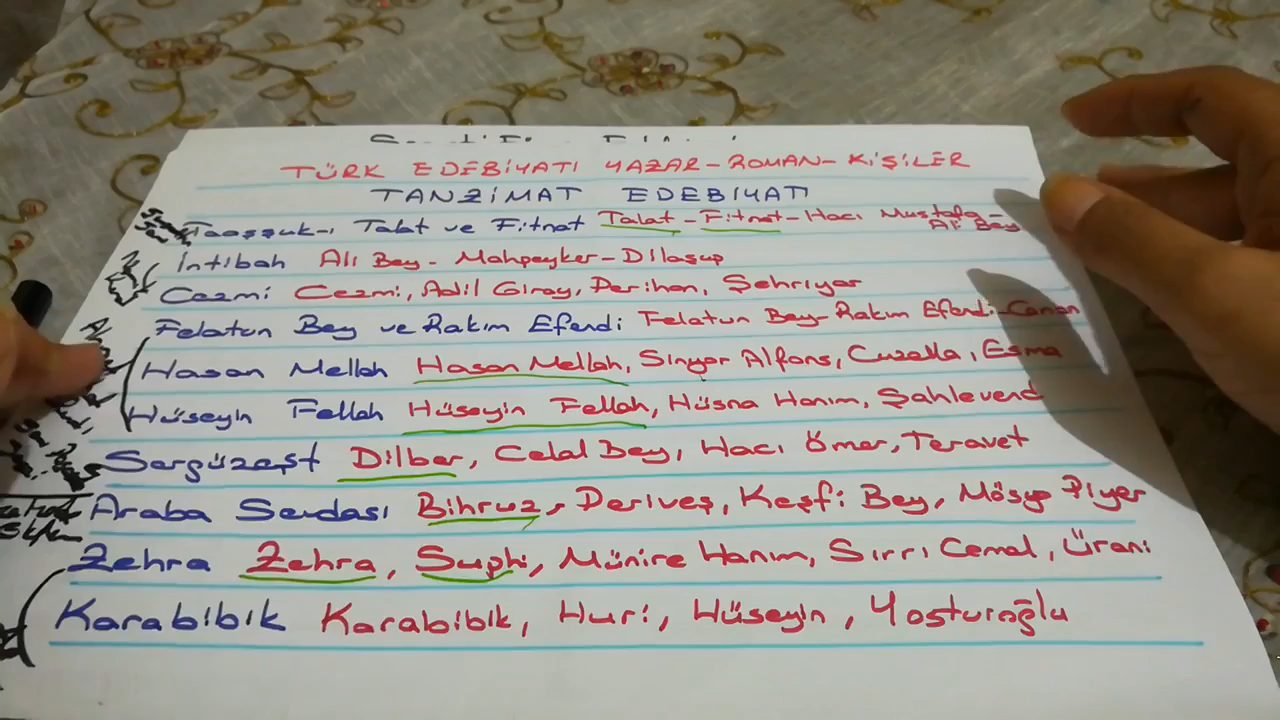 TÜRK EDEBİYATI YAZAR-ROMAN-KİŞİLER
TANZİMAT EDEBIYATI
Taaşşuk-ı Talat ve Fitnat Talat - Fitnat - Hacı Mustafa - Ali Bey
İntibah Ali Bey - Mahpeyker - Dilaşup
Cezmi Cezmi, Adil Giray, Perihan, Şehriyar
Felatun Bey ve Rakım Efendi Felatun Bey - Rakım Efendi - Canan
Hasan Mellah Hasan Mellah, Sinyor Alfons, Cuzella, Esma
Hüseyin Fellah Hüseyin Fellah, Hüsna Hanım, Şahlevend
Sergüzeşt Dilber, Celal Bey, Hacı Ömer, Teravet
Araba Sevdası Bihruz, Periveş, Keşfi Bey, Mösyö Piyer
Zehra Zehra, Suphi, Münire Hanım, Sırrı Cemal, Ürani
Karabibik Karabibik, Huri, Hüseyin, Yosturoğlu